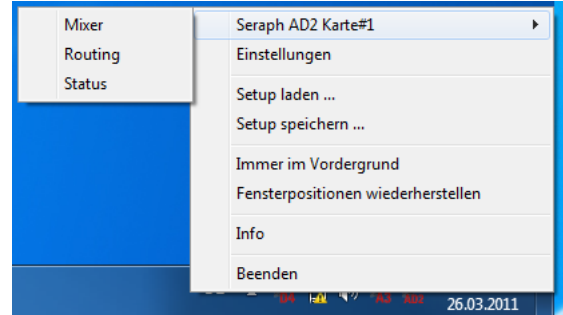 Mixer
Routing
Status
Seraph AD2 Karte#1
Einstellungen
Setup laden ...
Setup speichern ...
Immer im Vordergrund
Fensterpositionen wiederherstellen
Info
Beenden
26.03.2011